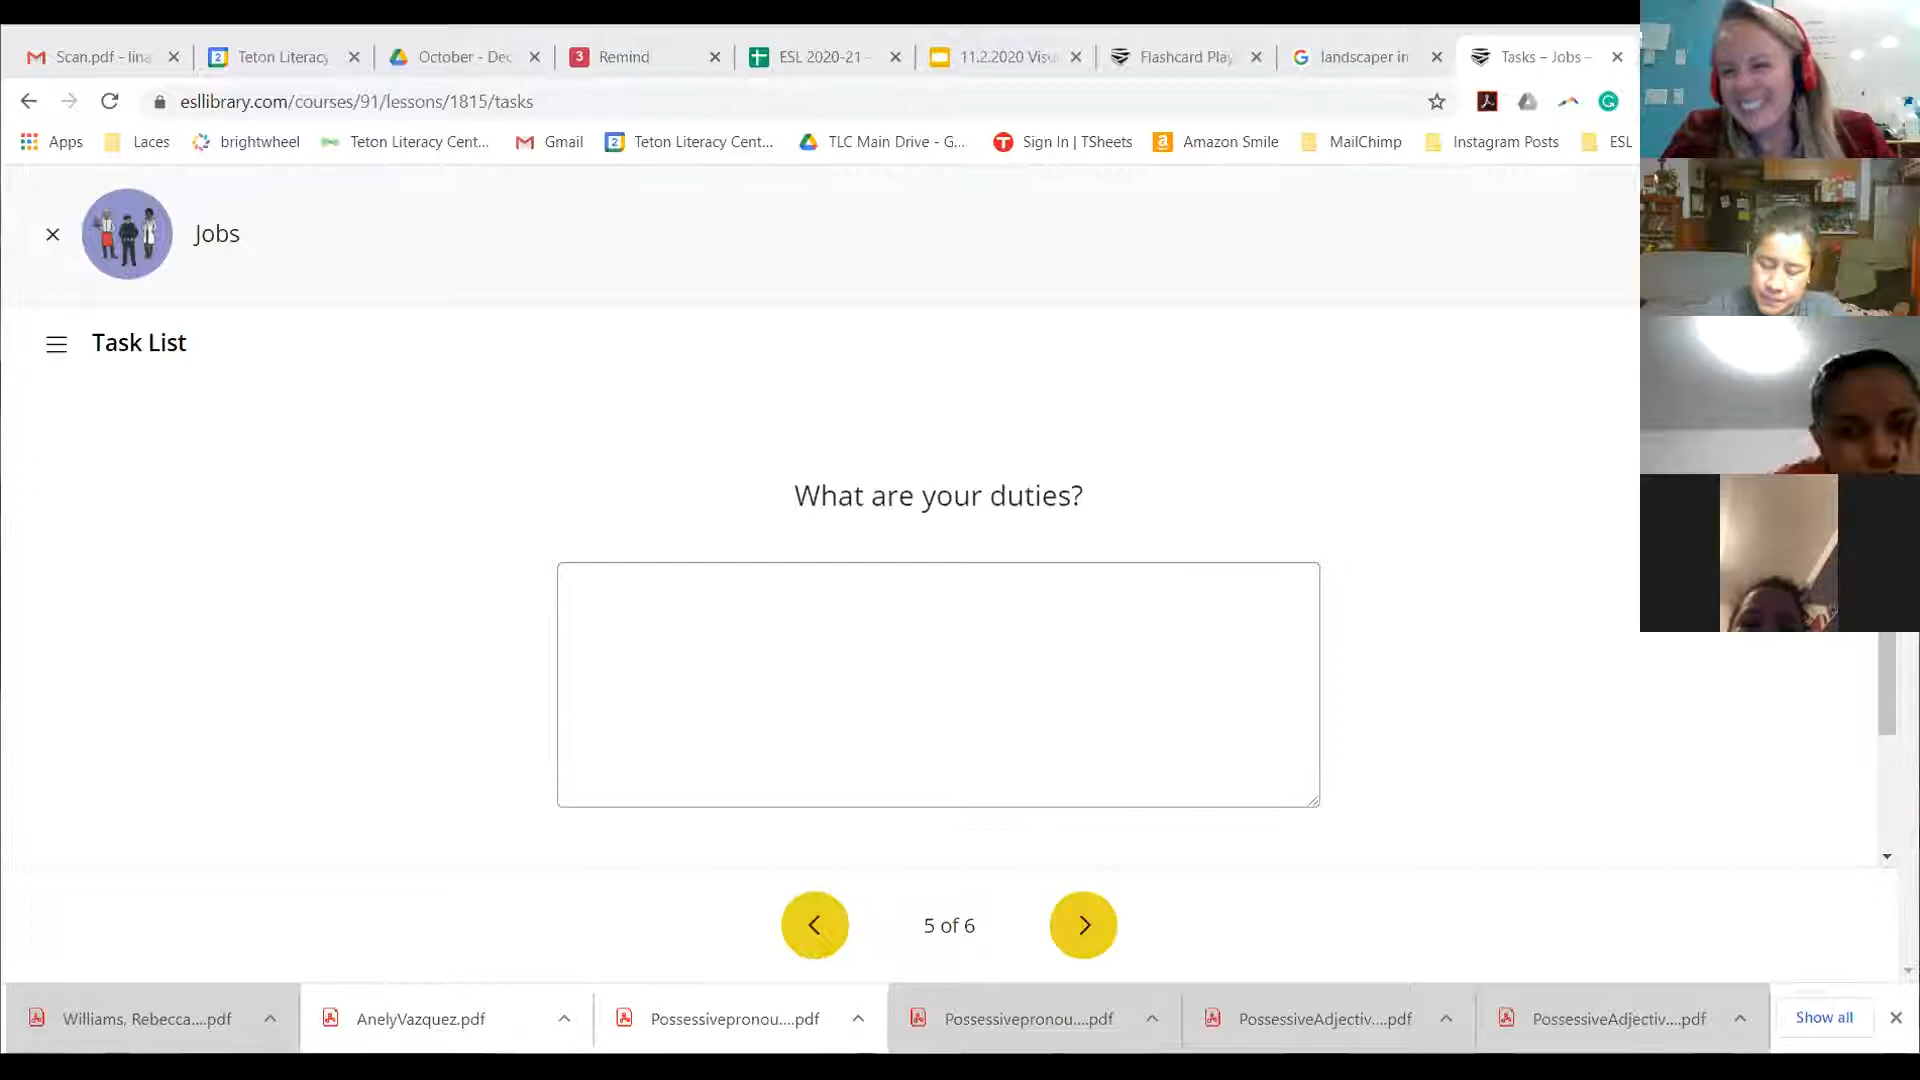 Scan.pdf - lina
Teton Literacy
October - Dec
3 Remind
ESL 2020-21 -
11.2.2020 Visu
Flashcard Play
landscaper in
Tasks – Jobs –
esllibrary.com/courses/91/lessons/1815/tasks
Apps
Laces
brightwheel
Teton Literacy Cent...
Gmail
2 Teton Literacy Cent...
TLC Main Drive - G...
Sign In | TSheets
Amazon Smile
MailChimp
Instagram Posts
ESL
Jobs
Task List
What are your duties?
5 of 6
Williams, Rebecca....pdf
AnelyVazquez.pdf
Possessivepronou....pdf
Possessivepronou....pdf
PossessiveAdjectiv....pdf
PossessiveAdjectiv....pdf
Show all